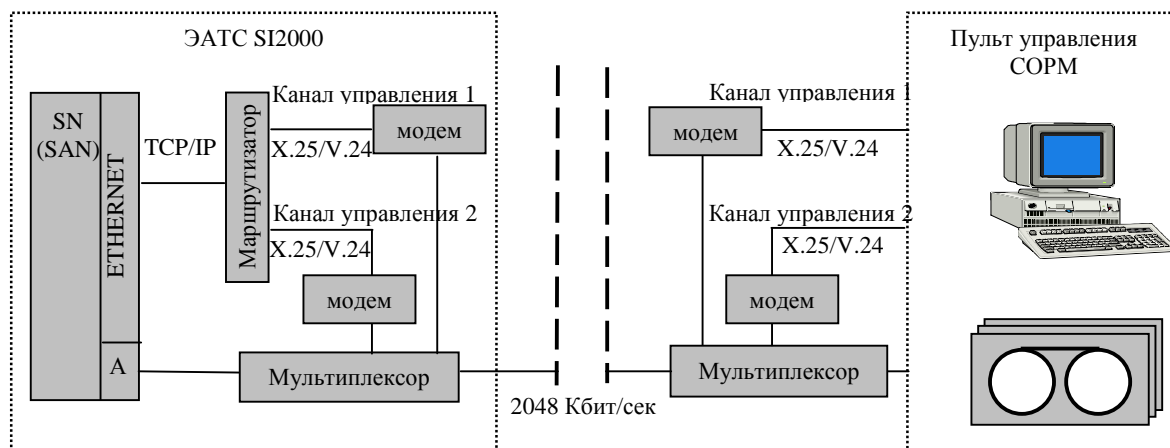 ЭАТС SI2000
Пульт управления
СОРМ
SN
(SAN)
ETHERNET
A
TCP/IP
Маршрутизатор
Канал управления 1
X.25/V.24
модем
Канал управления 2
X.25/V.24
модем
Мультиплексор
2048 Кбит/сек
Канал управления 1
модем
X.25/V.24
Канал управления 2
X.25/V.24
модем
Мультиплексор